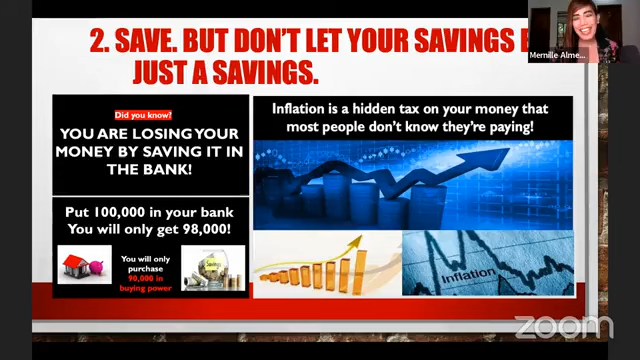 2. SAVE. BUT DON'T LET YOUR SAVINGS
JUST A SAVINGS.
Mernille Alme...
Did you know?
YOU ARE LOSING YOUR
MONEY BY SAVING IT IN
THE BANK!
Put 100,000 in your bank
You will only get 98,000!
You will only
purchase
90,000 in
buying power
Savings
Inflation is a hidden tax on your money that
most people don't know they're paying!
Inflation
zoom